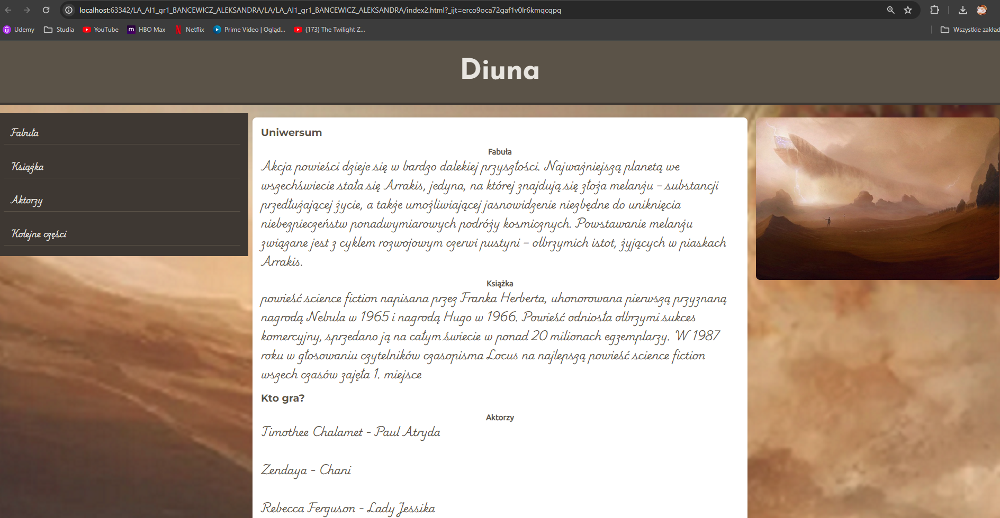 localhost:63342/LA_AI1_gr1_BANCEWICZ_ALEKSANDRA/LA/LA_AI1_gr1_BANCEWICZ_ALEKSANDRA/index2.html?_ijt=erco9oca72gaf1v0lr6kmqcqpq
Udemy Studia YouTube m HBO Max Netflix Prime Video | Ogląd... (173) The Twilight Z... Wszystkie zakład
Diuna
Fabuła
Książka
Aktorzy
Kolejne części
Uniwersum
Fabuła
Akcja powieści dzieje się w bardzo dalekiej przyszłości. Najważniejszą planetą we
wszechświecie stała się Arrakis, jedyna, na której znajdują się złoża melanżu – substancji
przedłużającej życie, a także umożliwiającej jasnowidzenie niezbędne do uniknięcia
niebezpieczeństw ponadwymiarowych podróży kosmicznych. Powstawanie melanżu
związane jest z cyklem rozwojowym czerwi pustyni – olbrzymich istot, żyjących w piaskach
Arrakis.
Książka
powieść science fiction napisana przez Franka Herberta, uhonorowana pierwszą przyznaną
nagrodą Nebula w 1965 i nagrodą Hugo w 1966. Powieść odniosła olbrzymi sukces
komercyjny, sprzedano ją na całym świecie w ponad 20 milionach egzemplarzy. W 1987
roku w głosowaniu czytelników czasopisma Locus na najlepszą powieść science fiction
wszech czasów zajęła 1. miejsce
Kto gra?
Aktorzy
Timothee Chalamet - Paul Atryda
Zendaya - Chani
Rebecca Ferguson - Lady Jessika